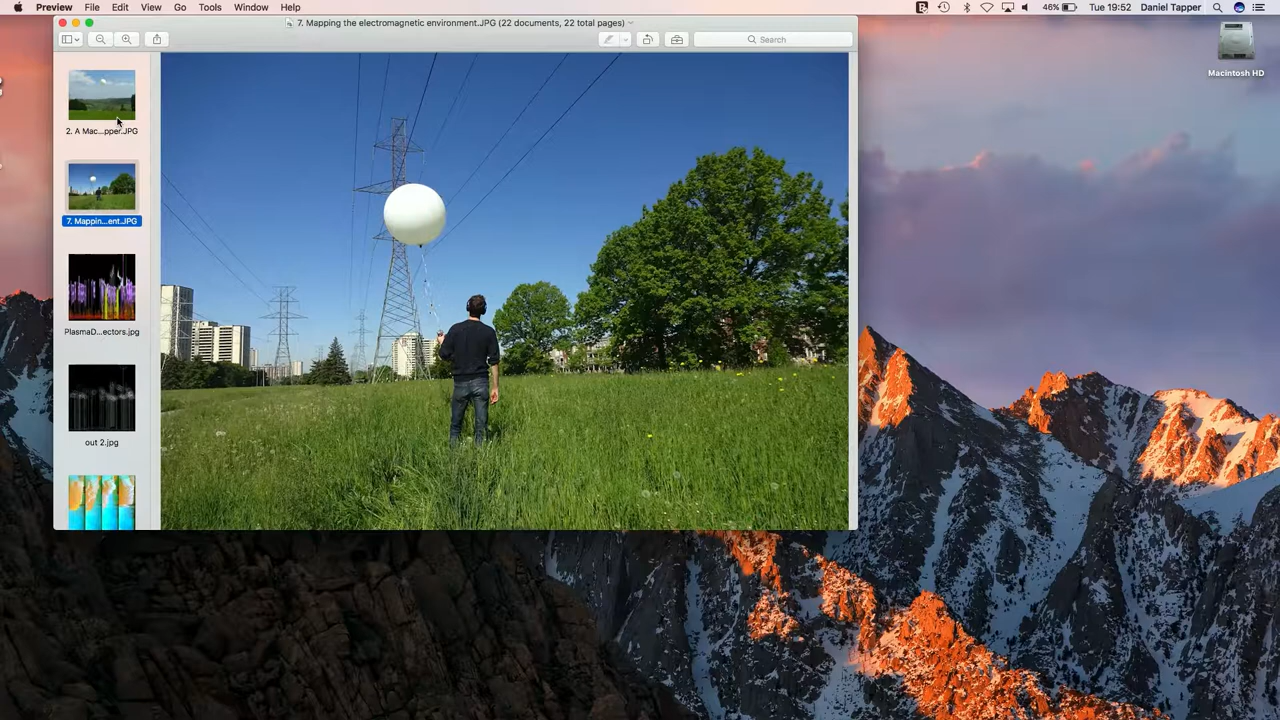 Preview File Edit View Go Tools Window Help 46% Tue 19:52 Daniel Tapper
7. Mapping the electromagnetic environment.JPG (22 documents, 22 total pages)
Search
Macintosh HD
2. A Mac...pper.JPG
7. Mappin...ent.JPG
PlasmaD...ectors.jpg
out 2.jpg